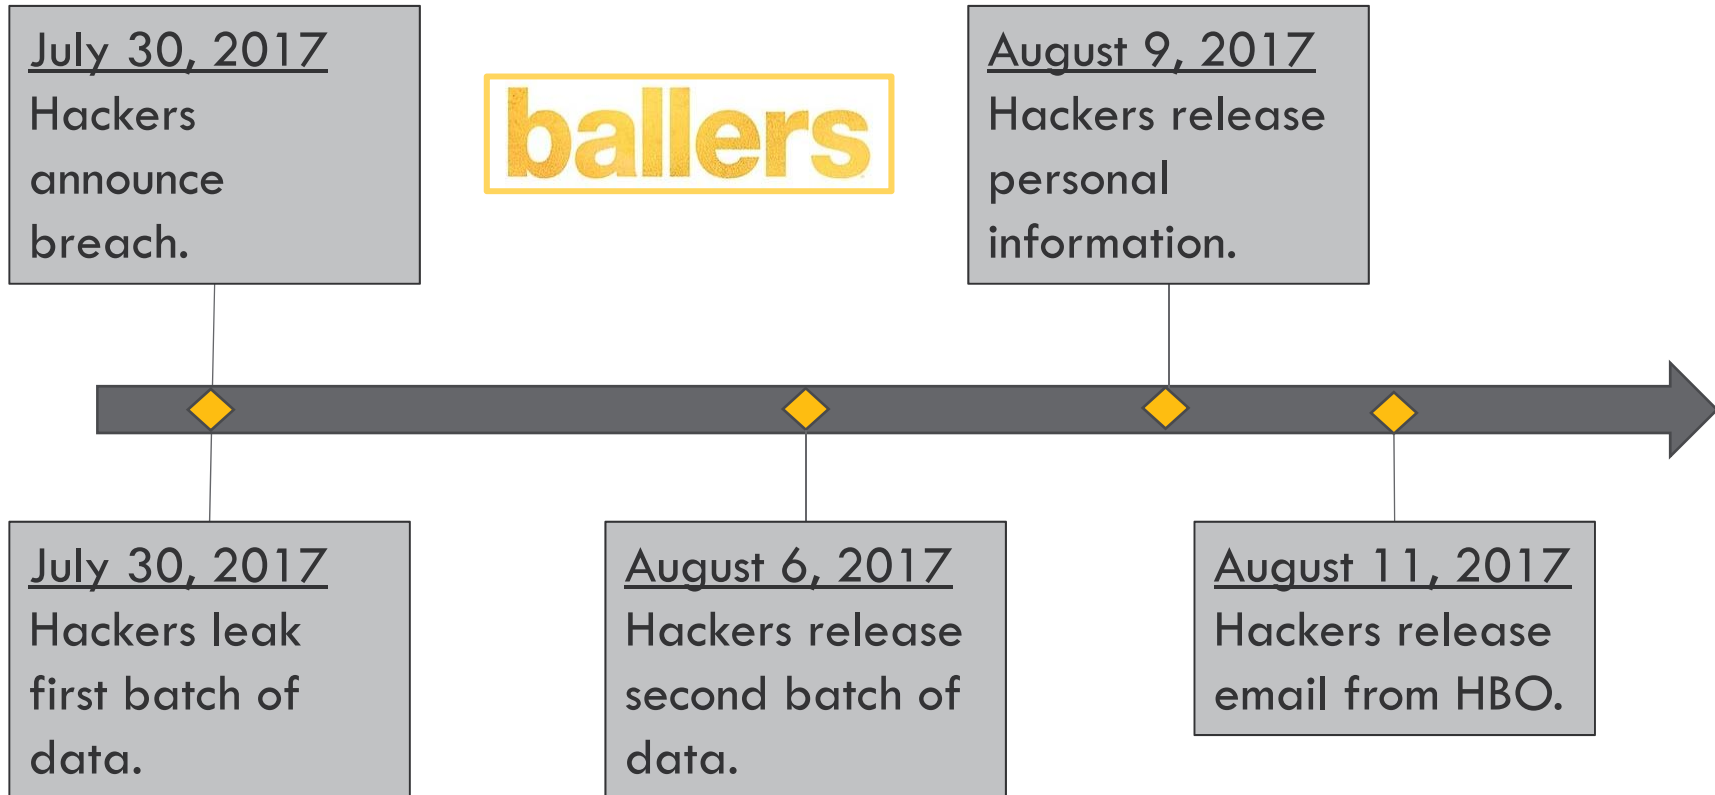 July 30, 2017
Hackers
announce
breach.
ballers
August 9, 2017
Hackers release
personal
information.
July 30, 2017
Hackers leak
first batch of
data.
August 6, 2017
Hackers release
second batch of
data.
August 11, 2017
Hackers release
email from HBO.